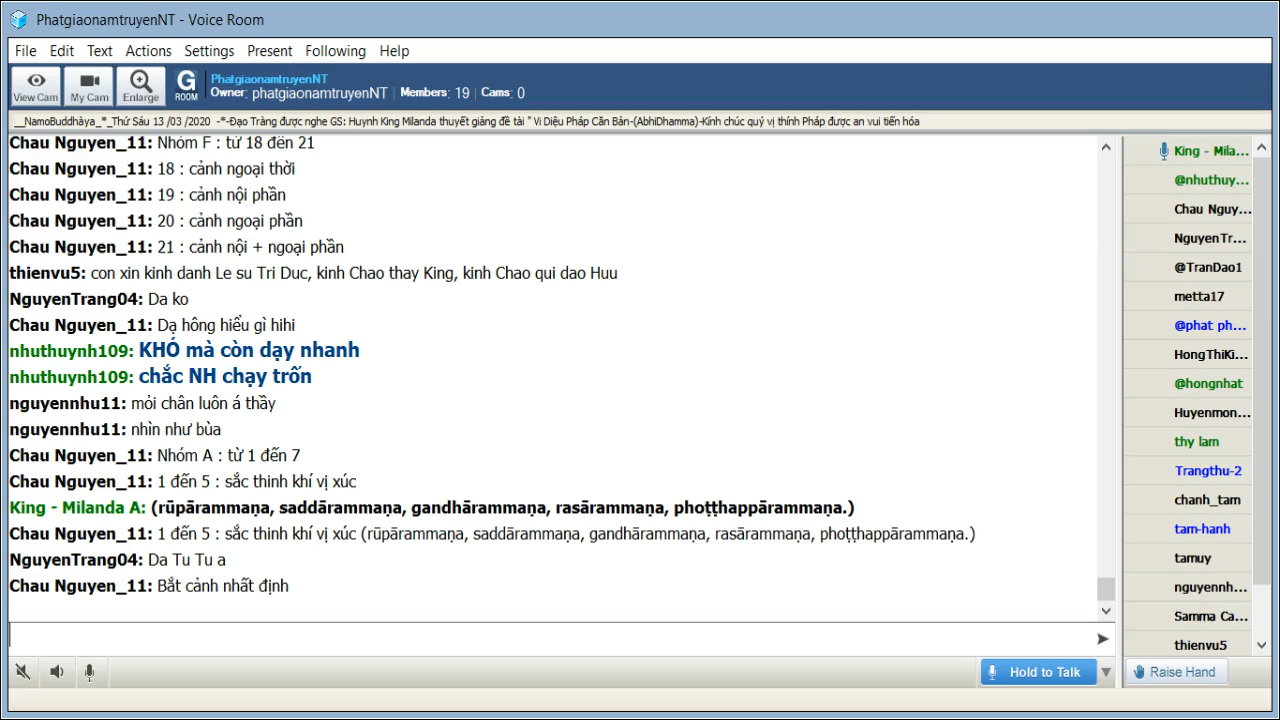 PhatgiaonamtruyenNT - Voice Room
File Edit Text Actions Settings Present Following Help
View Cam My Cam Enlarge G ROOM
PhatgiaonamtruyenNT
Owner: phatgiaonamtruyenNT Members: 19 Cams: 0
__NamoBuddhàya_*_Thứ Sáu 13 /03 /2020 -*-Đạo Tràng được nghe GS: Huynh King Milanda thuyết giảng đề tài " Vi Diệu Pháp Căn Bản-(AbhiDhamma)-Kính chúc quý vị thính Pháp được an vui tiến hóa
Chau Nguyen_11: Nhóm F : từ 18 đến 21
Chau Nguyen_11: 18 : cảnh ngoại thời
Chau Nguyen_11: 19 : cảnh nội phần
Chau Nguyen_11: 20 : cảnh ngoại phần
Chau Nguyen_11: 21 : cảnh nội + ngoại phần
thienvu5: con xin kinh danh Le su Tri Duc, kinh Chao thay King, kinh Chao qui dao Huu
NguyenTrang04: Da ko
Chau Nguyen_11: Dạ hông hiểu gì hihi
nhuthuynh109: KHÓ mà còn dạy nhanh
nhuthuynh109: chắc NH chạy trốn
nguyennhu11: mỏi chân luôn á thầy
nguyennhu11: nhìn như bùa
Chau Nguyen_11: Nhóm A : từ 1 đến 7
Chau Nguyen_11: 1 đến 5 : sắc thinh khí vị xúc
King - Milanda A: (rūpārammaṇa, saddārammaṇa, gandhārammaṇa, rasārammaṇa, phoṭṭhappārammaṇa.)
Chau Nguyen_11: 1 đến 5 : sắc thinh khí vị xúc (rūpārammaṇa, saddārammaṇa, gandhārammaṇa, rasārammaṇa, phoṭṭhappārammaṇa.)
NguyenTrang04: Da Tu Tu a
Chau Nguyen_11: Bắt cảnh nhất định
King - Mila...
@nhuthuy...
Chau Nguy...
NguyenTr...
@TranDao1
metta17
@phat ph...
HongThiKi...
@hongnhat
Huyenmon...
thy lam
Trangthu-2
chanh_tam
tam-hanh
tamuy
nguyennh...
Samma Ca...
thienvu5
Hold to Talk
Raise Hand